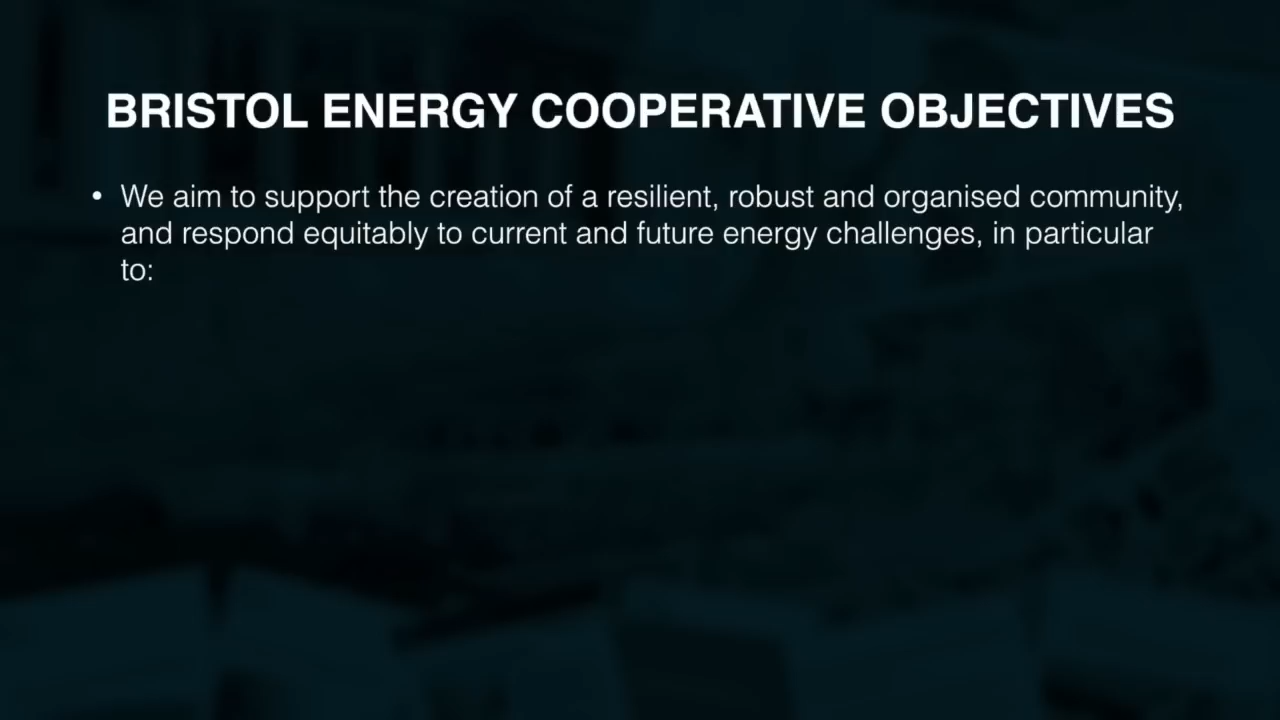 BRISTOL ENERGY COOPERATIVE OBJECTIVES
• We aim to support the creation of a resilient, robust and organised community,
and respond equitably to current and future energy challenges, in particular
to: